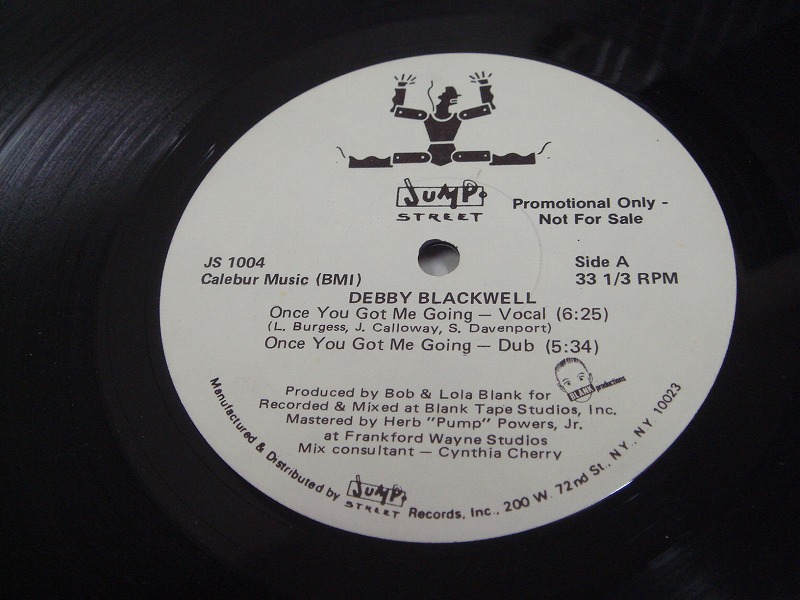 JUMP
STREET
Promotional Only -
Not For Sale
JS 1004
Calebur Music (BMI)
Side A
33 1/3 RPM
DEBBY BLACKWELL
Once You Got Me Going — Vocal (6:25)
(L. Burgess, J. Calloway, S. Davenport)
Once You Got Me Going — Dub (5:34)
Produced by Bob & Lola Blank for BLANK productions
Recorded & Mixed at Blank Tape Studios, Inc.
Mastered by Herb "Pump" Powers, Jr.
at Frankford Wayne Studios
Mix consultant — Cynthia Cherry
Manufactured & Distributed by JUMP STREET Records, Inc., 200 W. 72nd St., N.Y., NY 10023